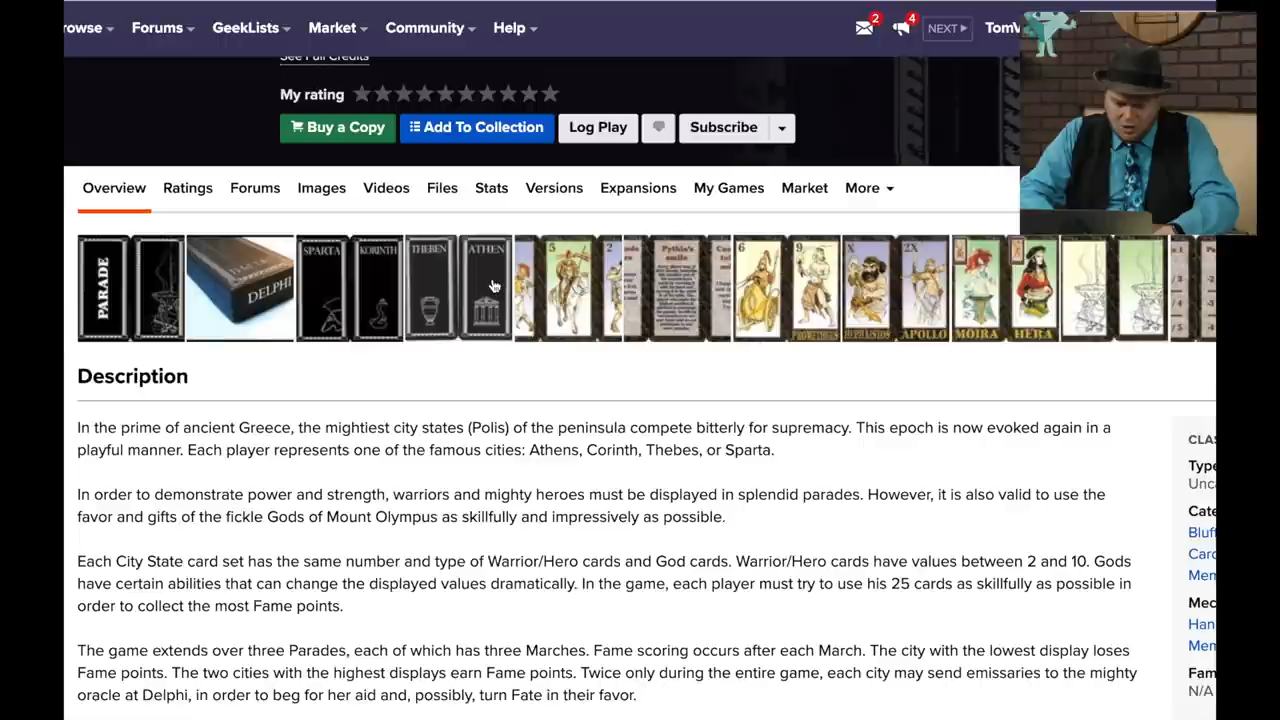 rowse Forums GeekLists Market Community Help 2 4 NEXT TomV
See Full Credits
My rating
Buy a Copy Add To Collection Log Play Subscribe
Overview Ratings Forums Images Videos Files Stats Versions Expansions My Games Market More
PARADE DELPHI SPARTA KORINTH THEBEN ATHEN 5 2 Pythia's smile 6 9 PROMETHEUS X HEPHAISTOS 2X APOLLO MOIRA HERA
Description
In the prime of ancient Greece, the mightiest city states (Polis) of the peninsula compete bitterly for supremacy. This epoch is now evoked again in a
playful manner. Each player represents one of the famous cities: Athens, Corinth, Thebes, or Sparta.
In order to demonstrate power and strength, warriors and mighty heroes must be displayed in splendid parades. However, it is also valid to use the
favor and gifts of the fickle Gods of Mount Olympus as skillfully and impressively as possible.
Each City State card set has the same number and type of Warrior/Hero cards and God cards. Warrior/Hero cards have values between 2 and 10. Gods
have certain abilities that can change the displayed values dramatically. In the game, each player must try to use his 25 cards as skillfully as possible in
order to collect the most Fame points.
The game extends over three Parades, each of which has three Marches. Fame scoring occurs after each March. The city with the lowest display loses
Fame points. The two cities with the highest displays earn Fame points. Twice only during the entire game, each city may send emissaries to the mighty
oracle at Delphi, in order to beg for her aid and, possibly, turn Fate in their favor.
CLAS
Type
Unca
Cate
Bluff
Card
Mem
Mec
Han
Mem
Fam
N/A